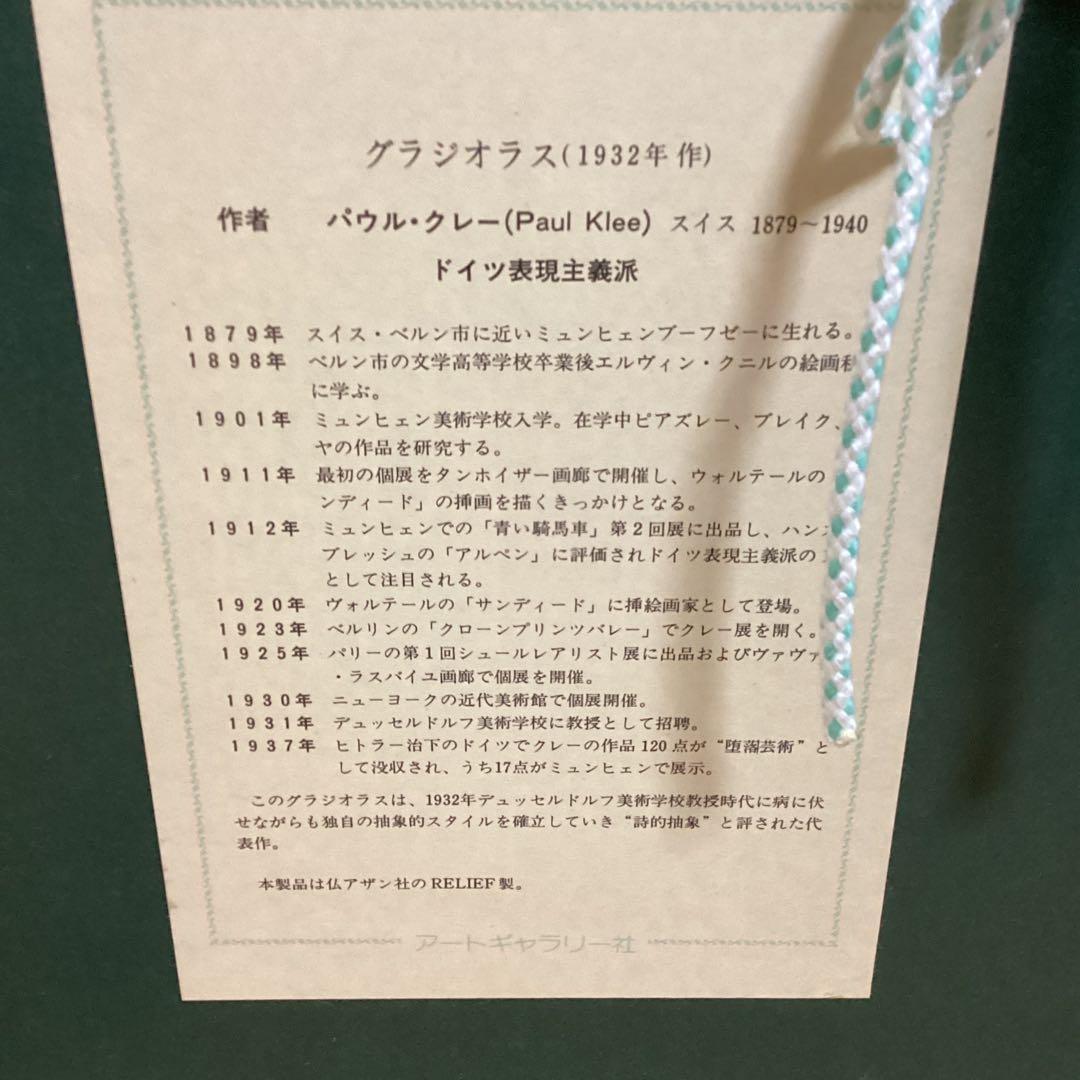 グラジオラス(1932年作)
作者 パウル・クレー(Paul Klee) スイス 1879〜1940
ドイツ表現主義派
1879年 スイス・ベルン市に近いミュンヒェンブーフゼーに生れる。
1898年 ベルン市の文学高等学校卒業後エルヴィン・クニルの絵画
に学ぶ。
1901年 ミュンヒェン美術学校入学。在学中ピアズレー、ブレイク、
ヤの作品を研究する。
1911年 最初の個展をタンホイザー画廊で開催し、ウォルテールの
ンディード」の挿画を描くきっかけとなる。
1912年 ミュンヒェンでの「青い騎馬車」第2回展に出品し、ハン
ブレッシュの「アルペン」に評価されドイツ表現主義派の
として注目される。
1920年 ヴォルテールの「サンディード」に挿絵画家として登場。
1923年 ベルリンの「クローンプリンツバレー」でクレー展を開く。
1925年 パリーの第1回シュールレアリスト展に出品およびヴァヴァ
・ラスバイユ画廊で個展を開催。
1930年 ニューヨークの近代美術館で個展開催。
1931年 デュッセルドルフ美術学校に教授として招聘。
1937年 ヒトラー治下のドイツでクレーの作品120点が“堕落芸術”と
して没収され、うち17点がミュンヒェンで展示。
このグラジオラスは、1932年デュッセルドルフ美術学校教授時代に病に伏
せながらも独自の抽象的スタイルを確立していき“詩的抽象”と評された代
表作。
本製品は仏アザン社のRELIEF製。
アートギャラリー社